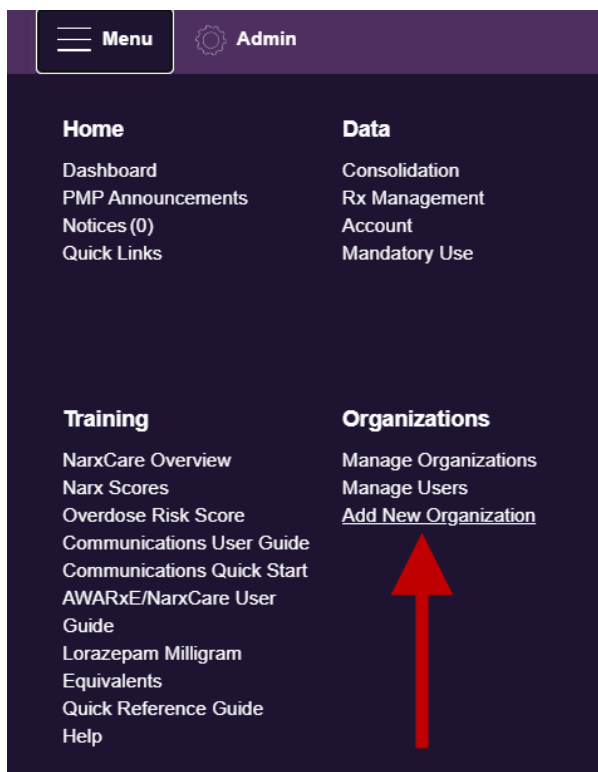 Menu Admin
Home
Dashboard
PMP Announcements
Notices (0)
Quick Links
Data
Consolidation
Rx Management
Account
Mandatory Use
Training
NarxCare Overview
Narx Scores
Overdose Risk Score
Communications User Guide
Communications Quick Start
AWARxE/NarxCare User
Guide
Lorazepam Milligram
Equivalents
Quick Reference Guide
Help
Organizations
Manage Organizations
Manage Users
Add New Organization